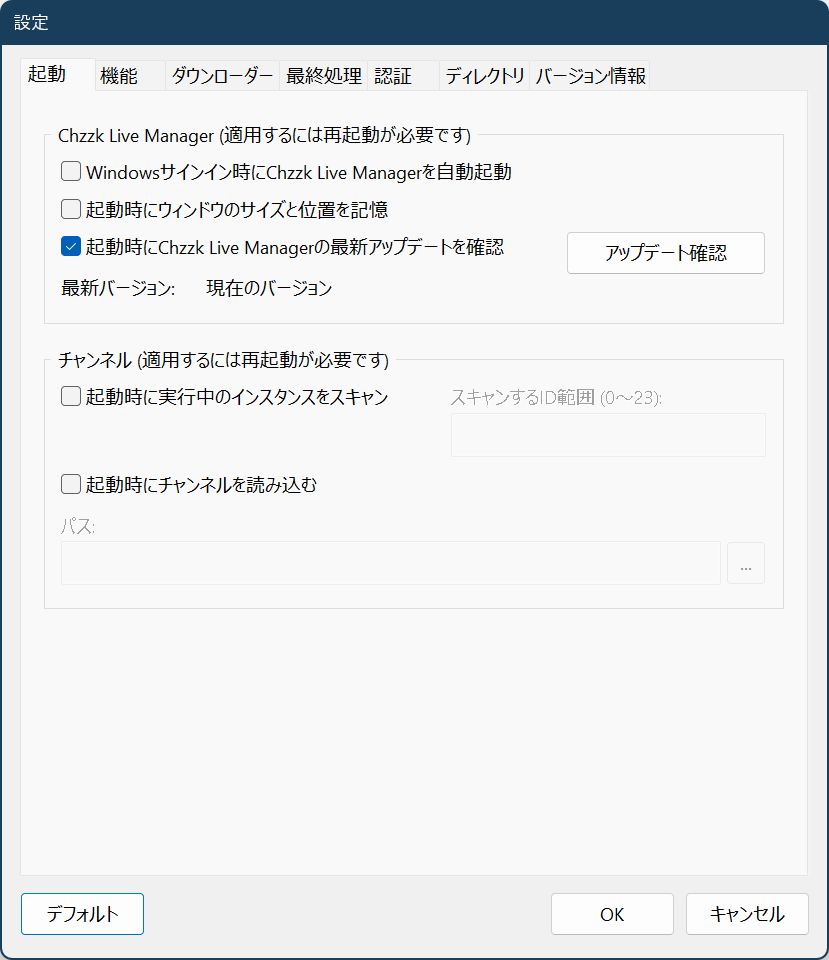 設定
起動 機能 ダウンローダー 最終処理 認証 ディレクトリ バージョン情報
Chzzk Live Manager (適用するには再起動が必要です)
Windowsサインイン時にChzzk Live Managerを自動起動
起動時にウィンドウのサイズと位置を記憶
起動時にChzzk Live Managerの最新アップデートを確認
アップデート確認
最新バージョン: 現在のバージョン
チャンネル (適用するには再起動が必要です)
起動時に実行中のインスタンスをスキャン
スキャンするID範囲 (0～23):
起動時にチャンネルを読み込む
パス:
...
デフォルト OK キャンセル